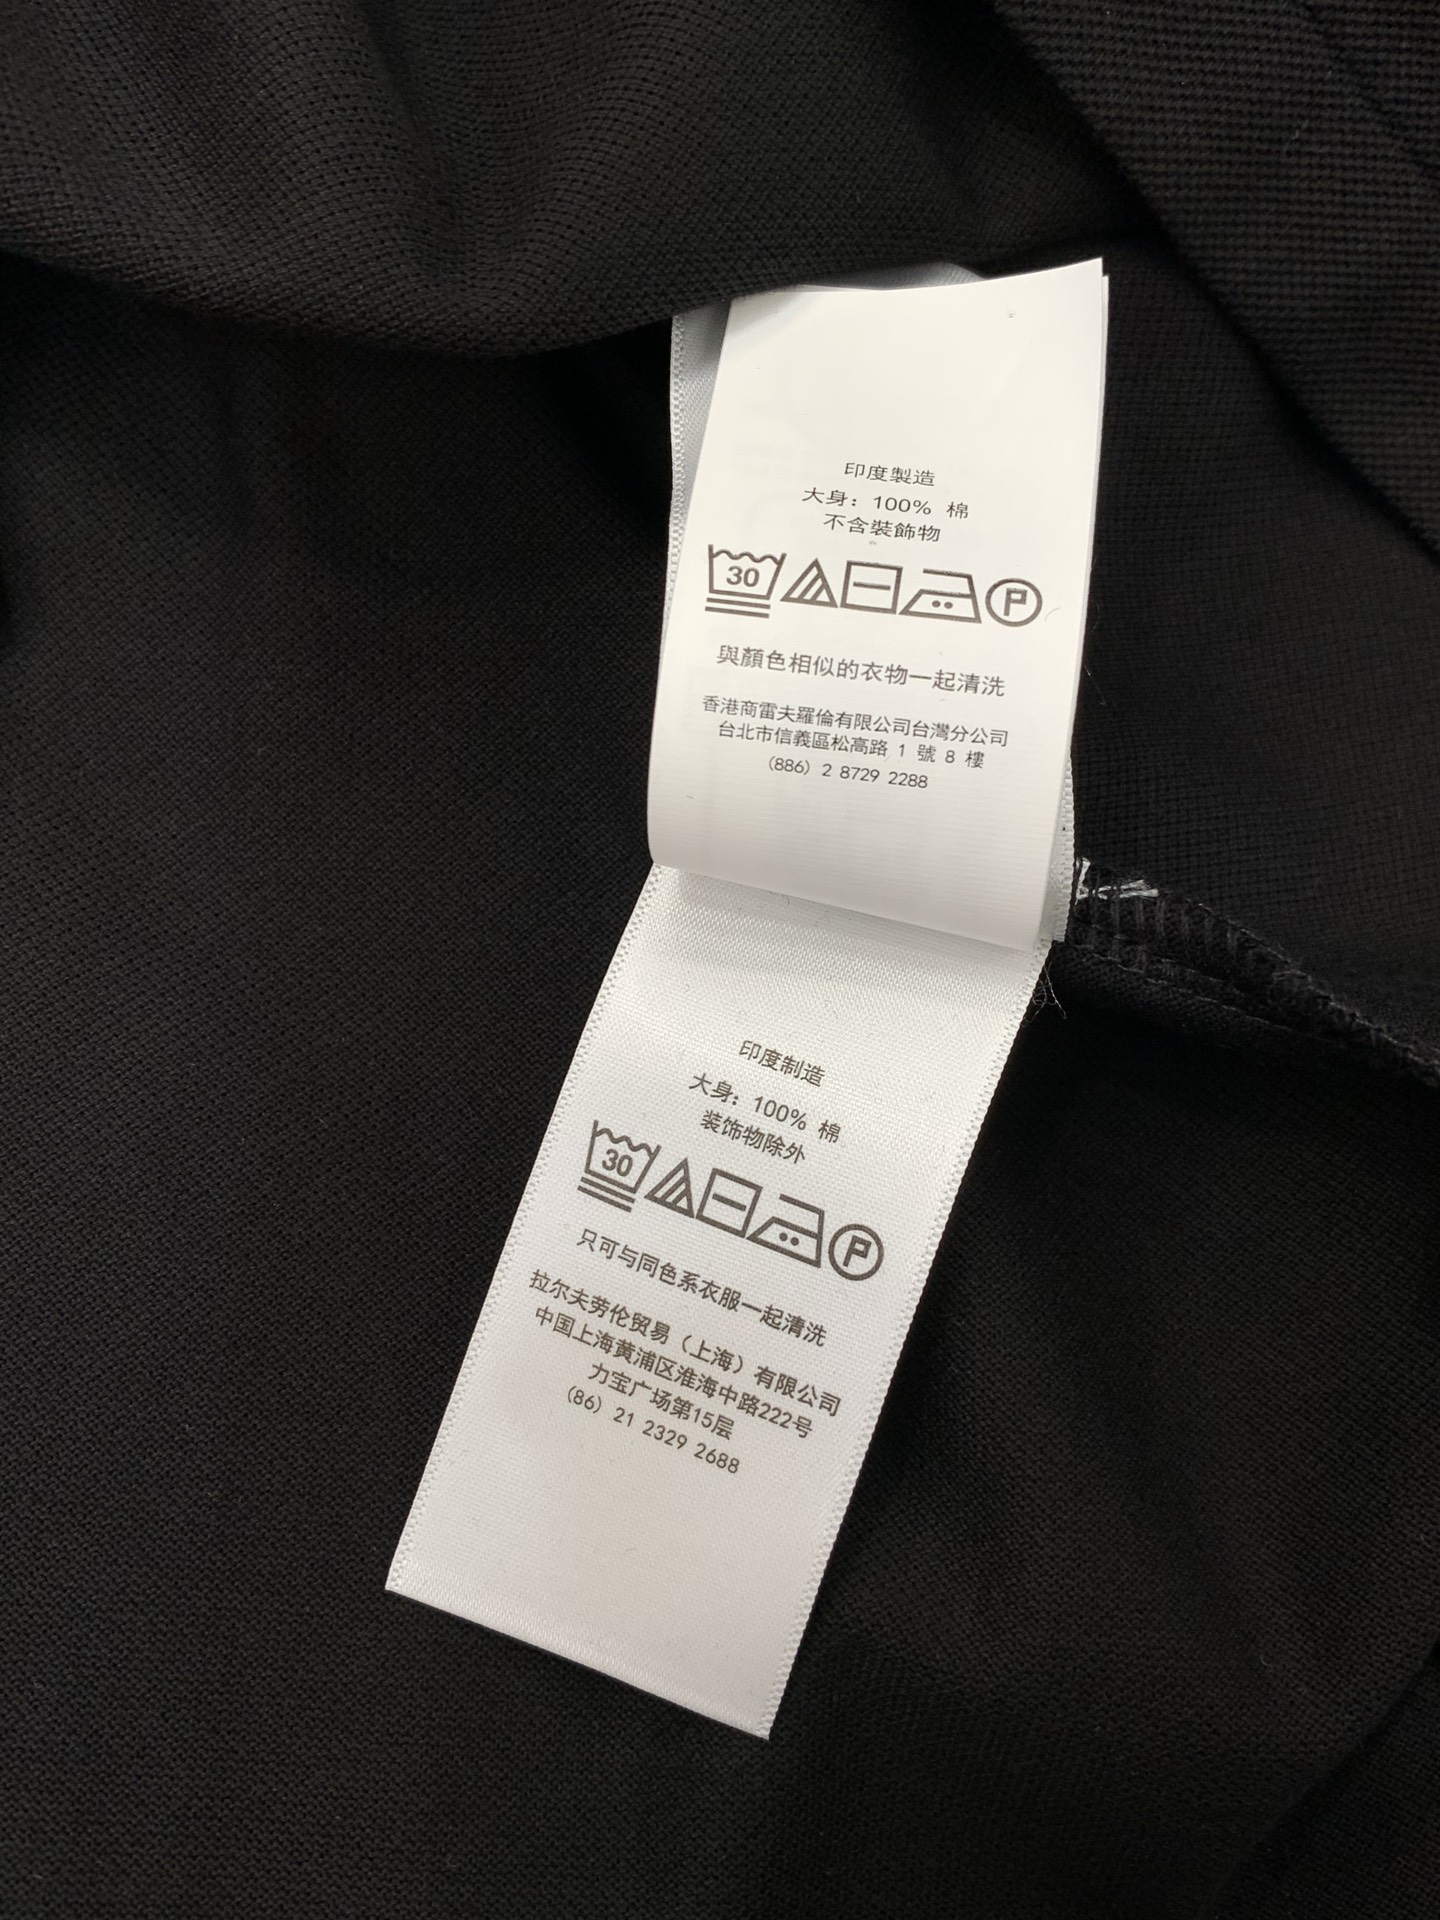 印度製造
大身：100% 棉
不含裝飾物
30
P
與顏色相似的衣物一起清洗
香港商雷夫羅倫有限公司台灣分公司
台北市信義區松高路 1 號 8 樓
(886) 2 8729 2288
印度制造
大身：100% 棉
装饰物除外
30
P
只可与同色系衣服一起清洗
拉尔夫劳伦贸易（上海）有限公司
中国上海黄浦区淮海中路222号
力宝广场第15层
(86) 21 2329 2688